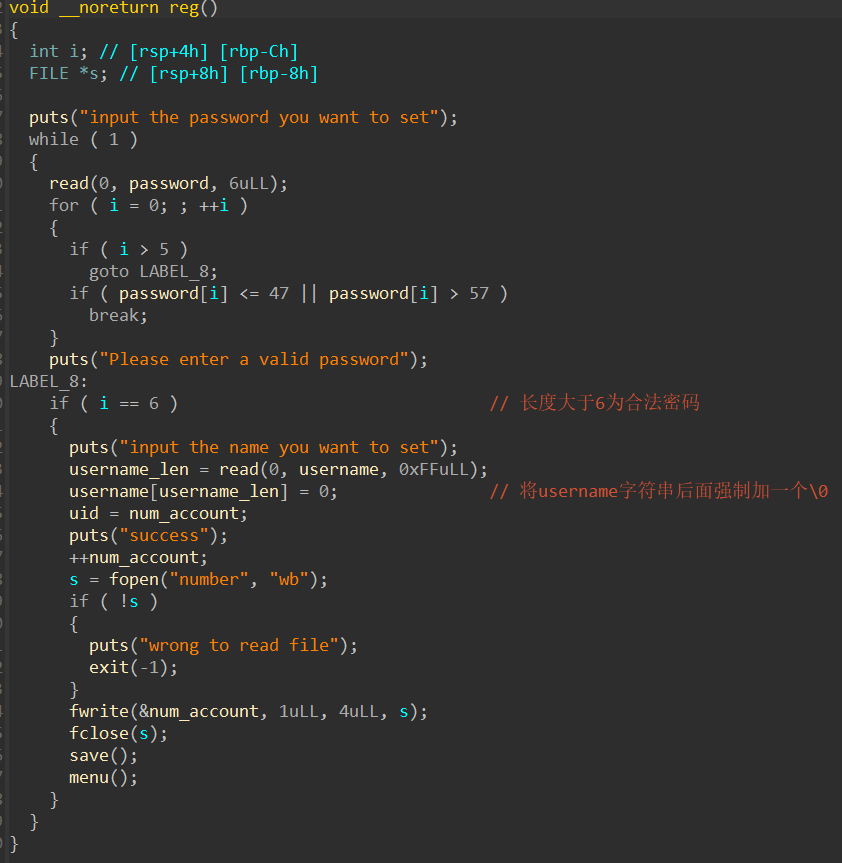 void __noreturn reg()
{
  int i; // [rsp+4h] [rbp-Ch]
  FILE *s; // [rsp+8h] [rbp-8h]
  puts("input the password you want to set");
  while ( 1 )
  {
    read(0, password, 6uLL);
    for ( i = 0; ; ++i )
    {
      if ( i > 5 )
        goto LABEL_8;
      if ( password[i] <= 47 || password[i] > 57 )
        break;
    }
    puts("Please enter a valid password");
LABEL_8:
    if ( i == 6 ) // 长度大于6为合法密码
    {
      puts("input the name you want to set");
      username_len = read(0, username, 0xFFuLL);
      username[username_len] = 0; // 将username字符串后面强制加一个\0
      uid = num_account;
      puts("success");
      ++num_account;
      s = fopen("number", "wb");
      if ( !s )
      {
        puts("wrong to read file");
        exit(-1);
      }
      fwrite(&num_account, 1uLL, 4uLL, s);
      fclose(s);
      save();
      menu();
    }
  }
}